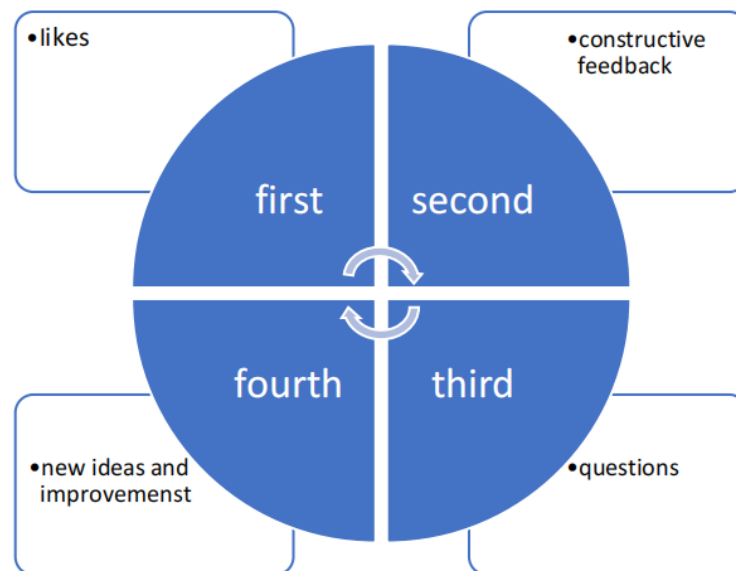 •likes
•constructive
feedback
first
second
fourth
third
•new ideas and
improvemenst
•questions